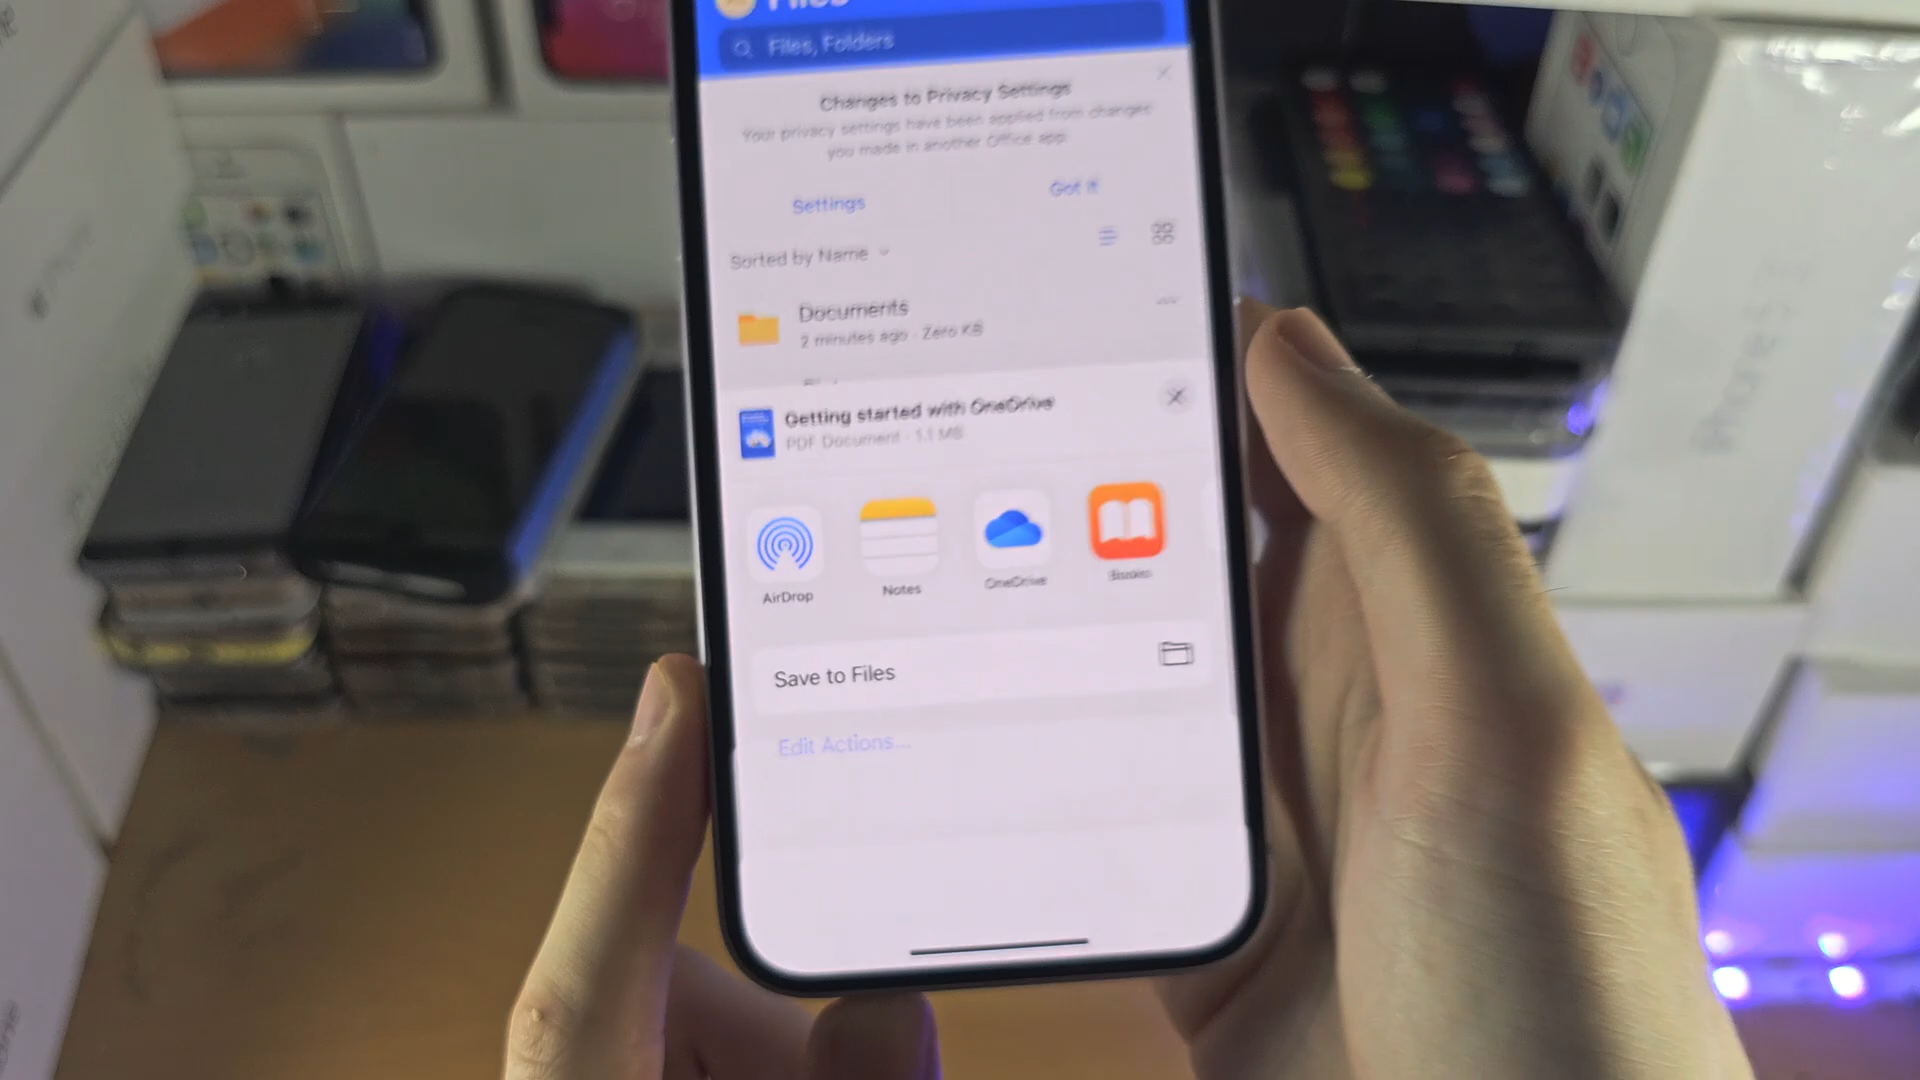 Files
Files, Folders
Changes to Privacy Settings
Your privacy settings have been applied from changes
you made in another Office app.
Settings
Got it
Sorted by Name
Documents
2 minutes ago · Zero KB
Getting started with OneDrive
PDF Document · 1.1 MB
AirDrop
Notes
OneDrive
Books
Save to Files
Edit Actions...